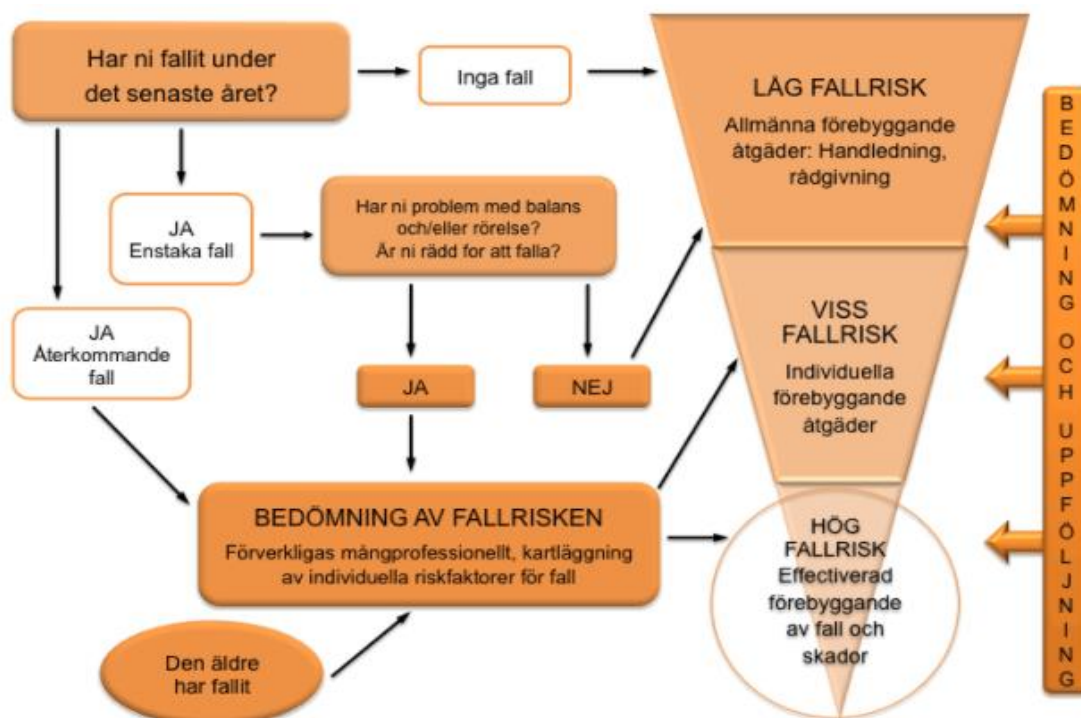 Har ni fallit under
det senaste året?
Inga fall
JA
Enstaka fall
Har ni problem med balans
och/eller rörelse?
Är ni rädd for att falla?
JA
Återkommande
fall
JA
NEJ
BEDÖMNING AV FALLRISKEN
Förverkligas mångprofessionellt, kartläggning
av individuella riskfaktorer för fall
Den äldre
har fallit
LÅG FALLRISK
Allmänna förebyggande
åtgäder: Handledning,
rådgivning
VISS
FALLRISK
Individuella
förebyggande
åtgäder
HÖG
FALLRISK
Effectiverad
förebyggande
av fall och
skador
BEDÖMNING OCH UPPFÖLJNING